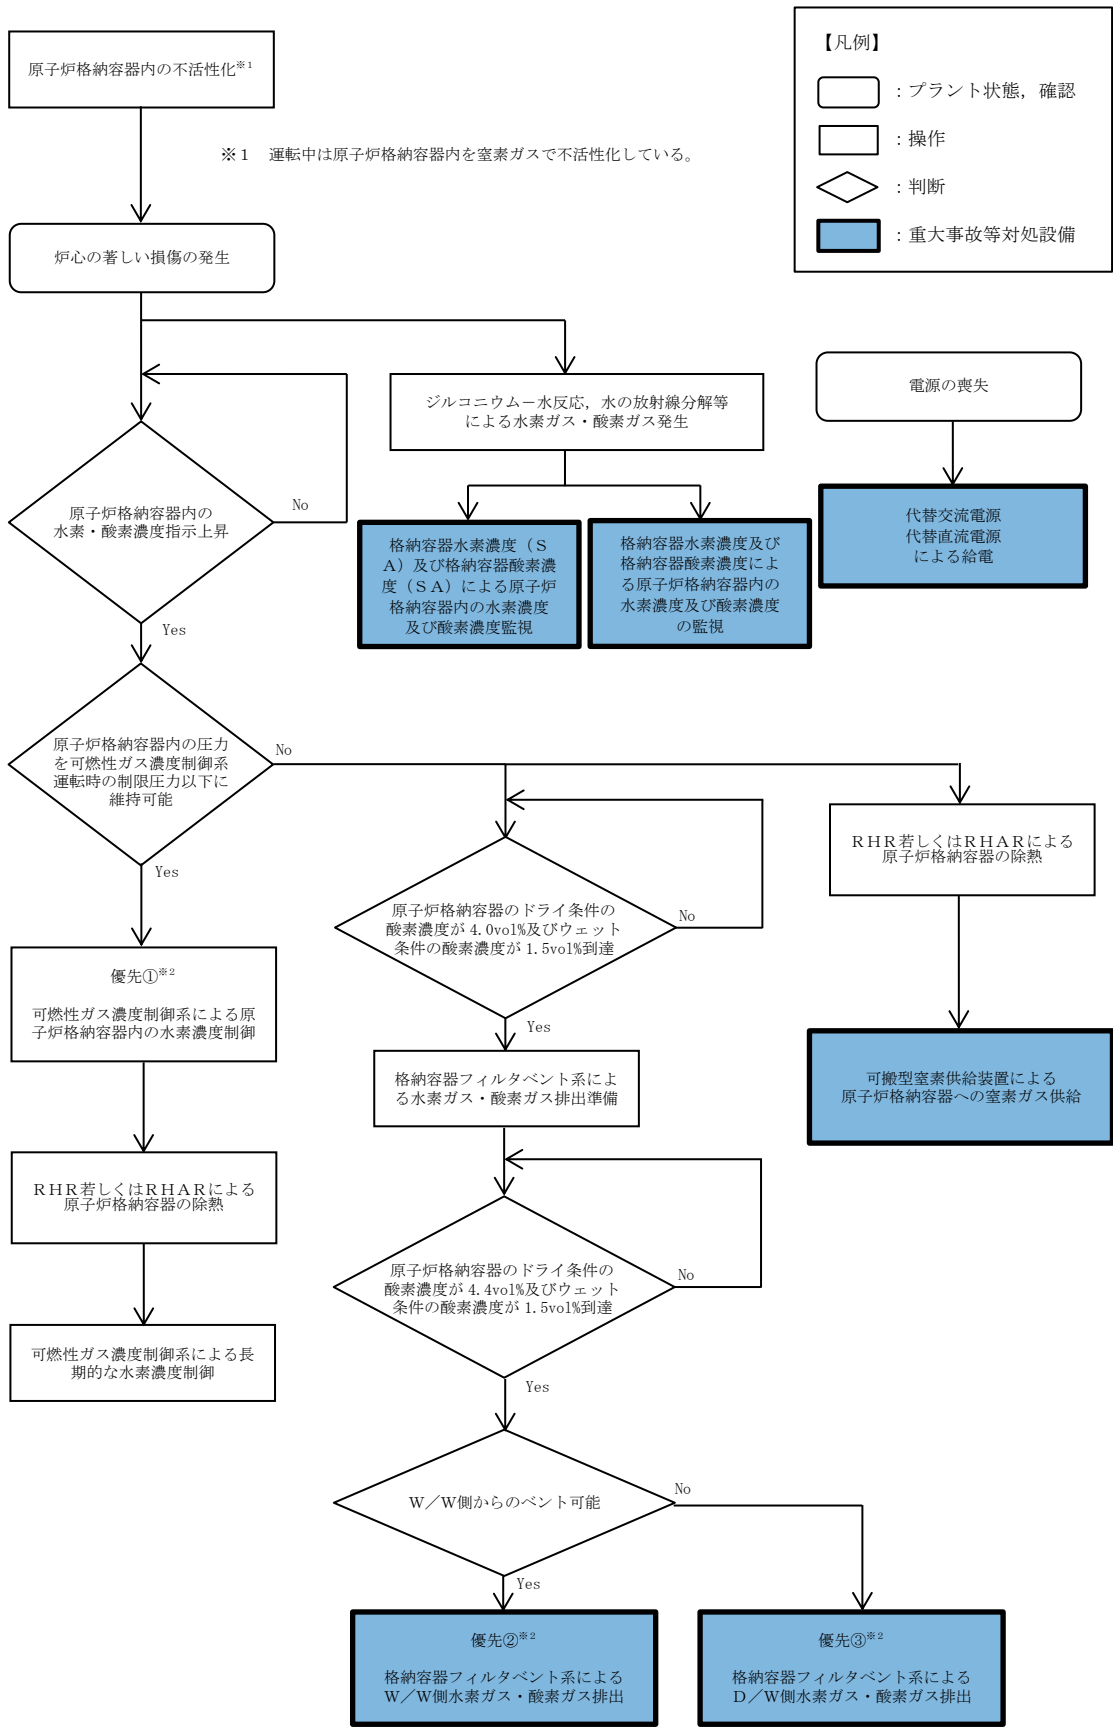 原子炉格納容器内の不活性化※1
【凡例】
：プラント状態，確認
：操作
：判断
：重大事故等対処設備
※１　運転中は原子炉格納容器内を窒素ガスで不活性化している。
炉心の著しい損傷の発生
ジルコニウム－水反応，水の放射線分解等
による水素ガス・酸素ガス発生
電源の喪失
原子炉格納容器内の
水素・酸素濃度指示上昇
No
Yes
格納容器水素濃度（Ｓ
Ａ）及び格納容器酸素濃
度（ＳＡ）による原子炉
格納容器内の水素濃度
及び酸素濃度監視
格納容器水素濃度及び
格納容器酸素濃度によ
る原子炉格納容器内の
水素濃度及び酸素濃度
の監視
代替交流電源
代替直流電源
による給電
原子炉格納容器内の圧力
を可燃性ガス濃度制御系
運転時の制限圧力以下に
維持可能
No
Yes
原子炉格納容器のドライ条件の
酸素濃度が 4.0vol%及びウェット
条件の酸素濃度が 1.5vol%到達
No
Yes
ＲＨＲ若しくはＲＨＡＲによる
原子炉格納容器の除熱
優先①※2
可燃性ガス濃度制御系による原
子炉格納容器内の水素濃度制御
格納容器フィルタベント系によ
る水素ガス・酸素ガス排出準備
可搬型窒素供給装置による
原子炉格納容器への窒素ガス供給
ＲＨＲ若しくはＲＨＡＲによる
原子炉格納容器の除熱
原子炉格納容器のドライ条件の
酸素濃度が 4.4vol%及びウェット
条件の酸素濃度が 1.5vol%到達
No
Yes
可燃性ガス濃度制御系による長
期的な水素濃度制御
Ｗ／Ｗ側からのベント可能
No
Yes
優先②※2
格納容器フィルタベント系による
Ｗ／Ｗ側水素ガス・酸素ガス排出
優先③※2
格納容器フィルタベント系による
Ｄ／Ｗ側水素ガス・酸素ガス排出